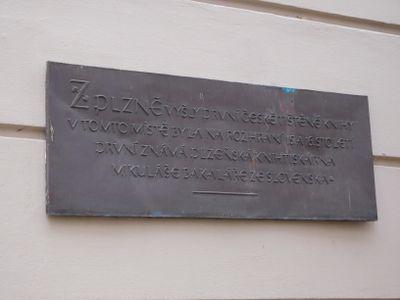 Z PLZNĚ VYŠLY PRVNÍ ČESKÉ TIŠTĚNÉ KNIHY
V TOMTO MÍSTĚ BYLA NA ROZHRANÍ 15. A 16. STOLETÍ
PRVNÍ ZNÁMÁ PLZEŇSKÁ KNIHTISKÁRNA
MIKULÁŠE BAKALÁŘE ZE SLOVENSKA